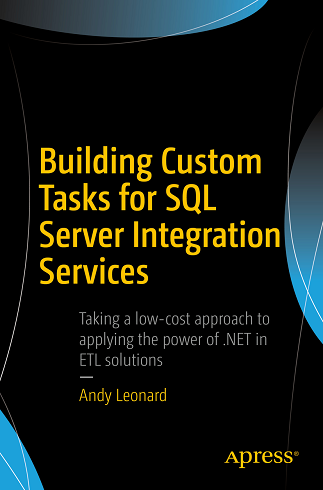 Building Custom
Tasks for SQL
Server Integration
Services
Taking a low-cost approach to
applying the power of .NET in
ETL solutions
—
Andy Leonard
Apress®